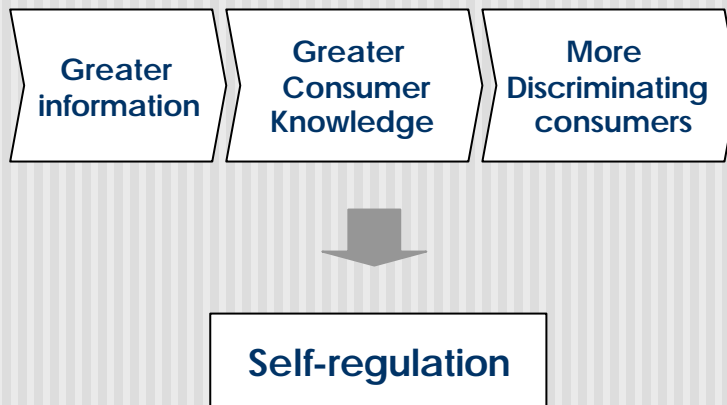 Greater
information
Greater
Consumer
Knowledge
More
Discriminating
consumers
Self-regulation